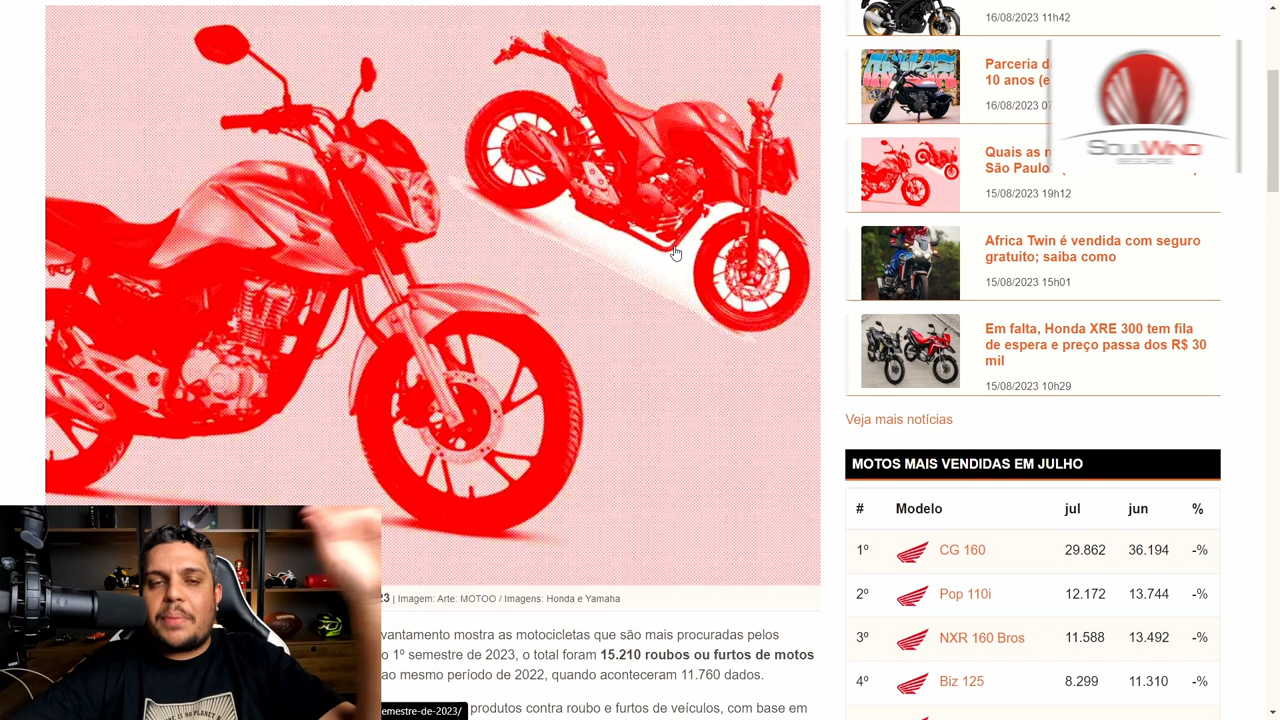 16/08/2023 11h42
Parceria d
10 anos (e
16/08/2023 07
SOULWIND
SEGUROS
Quais as
São Paulo
15/08/2023 19h12
Africa Twin é vendida com seguro
gratuito; saiba como
15/08/2023 15h01
Em falta, Honda XRE 300 tem fila
de espera e preço passa dos R$ 30
mil
15/08/2023 10h29
Veja mais notícias
MOTOS MAIS VENDIDAS EM JULHO
# Modelo jul jun %
1º CG 160 29.862 36.194 -%
2º Pop 110i 12.172 13.744 -%
3º NXR 160 Bros 11.588 13.492 -%
4º Biz 125 8.299 11.310 -%
23 | Imagem: Arte: MOTOO / Imagens: Honda e Yamaha
vantamento mostra as motocicletas que são mais procuradas pelos
o 1º semestre de 2023, o total foram 15.210 roubos ou furtos de motos
ao mesmo período de 2022, quando aconteceram 11.760 dados.
emestre-de-2023/ produtos contra roubo e furtos de veículos, com base em